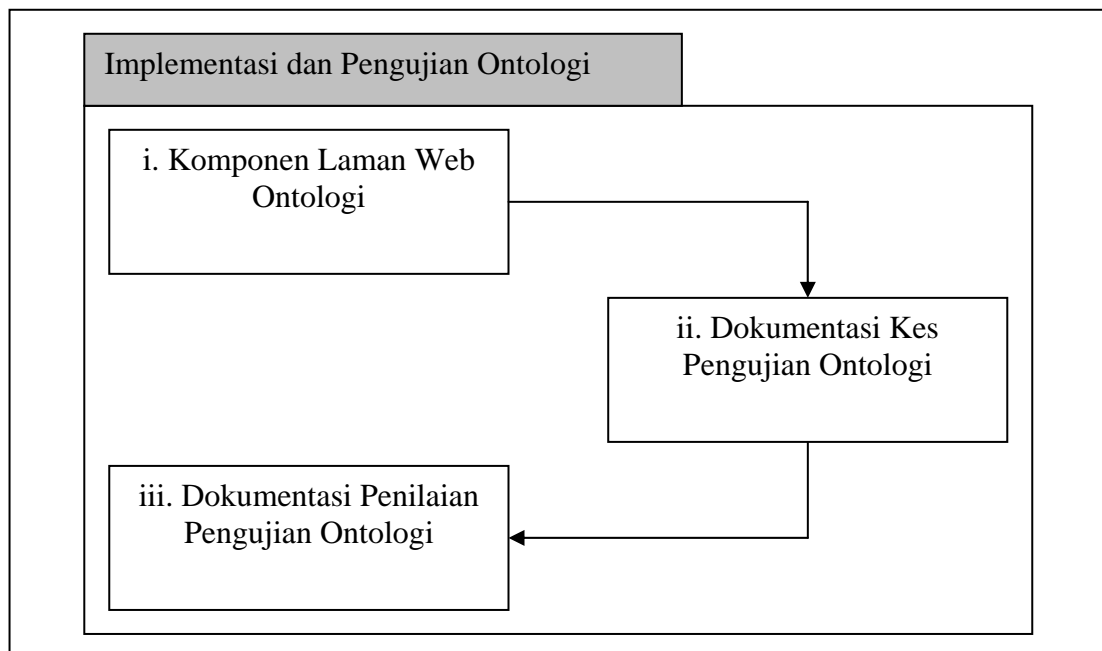 Implementasi dan Pengujian Ontologi
i. Komponen Laman Web
Ontologi
ii. Dokumentasi Kes
Pengujian Ontologi
iii. Dokumentasi Penilaian
Pengujian Ontologi